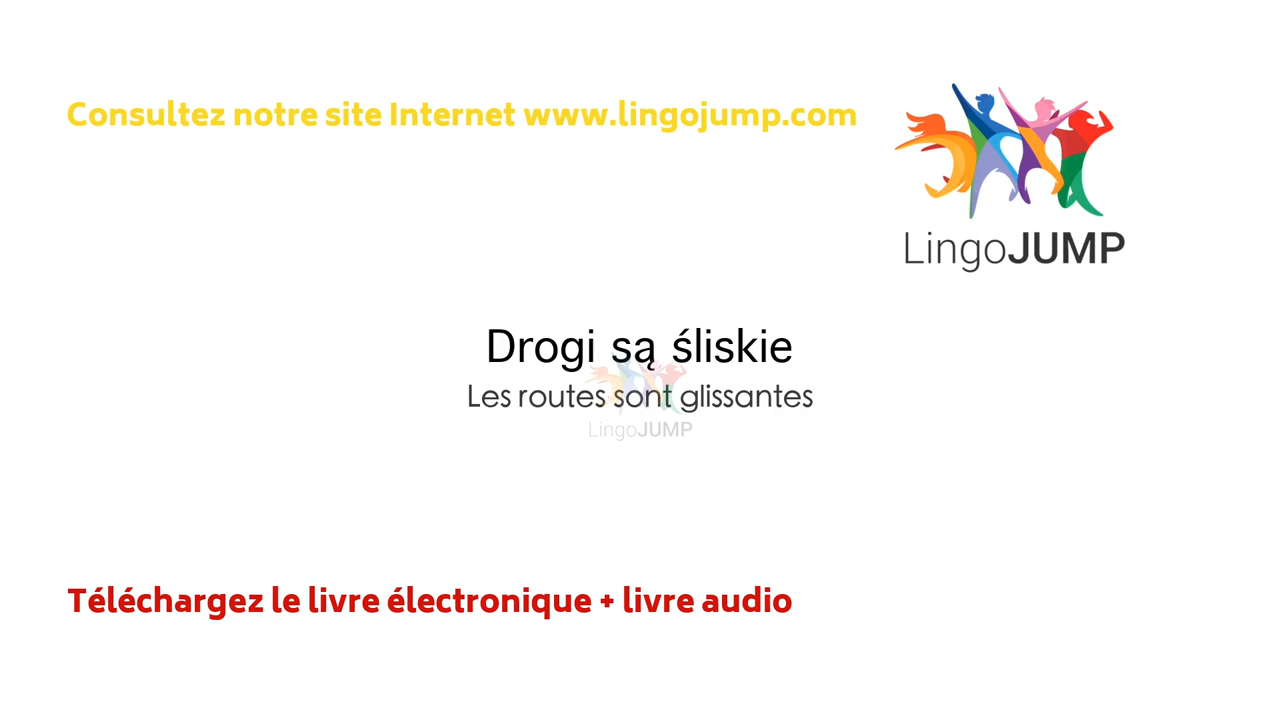 Consultez notre site Internet www.lingojump.com
LingoJUMP
Drogi są śliskie
Les routes sont glissantes
LingoJUMP
Téléchargez le livre électronique + livre audio